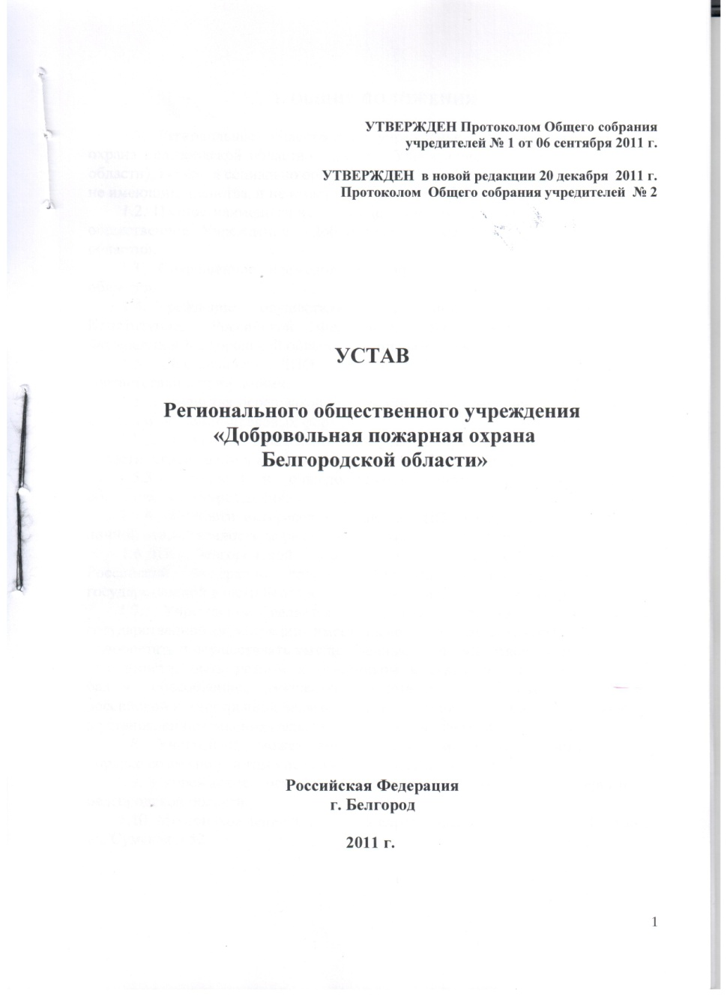 УТВЕРЖДЕН Протоколом Общего собрания
учредителей № 1 от 06 сентября 2011 г.
УТВЕРЖДЕН в новой редакции 20 декабря 2011 г.
Протоколом Общего собрания учредителей № 2
УСТАВ
Регионального общественного учреждения
«Добровольная пожарная охрана
Белгородской области»
Российская Федерация
г. Белгород
2011 г.
1